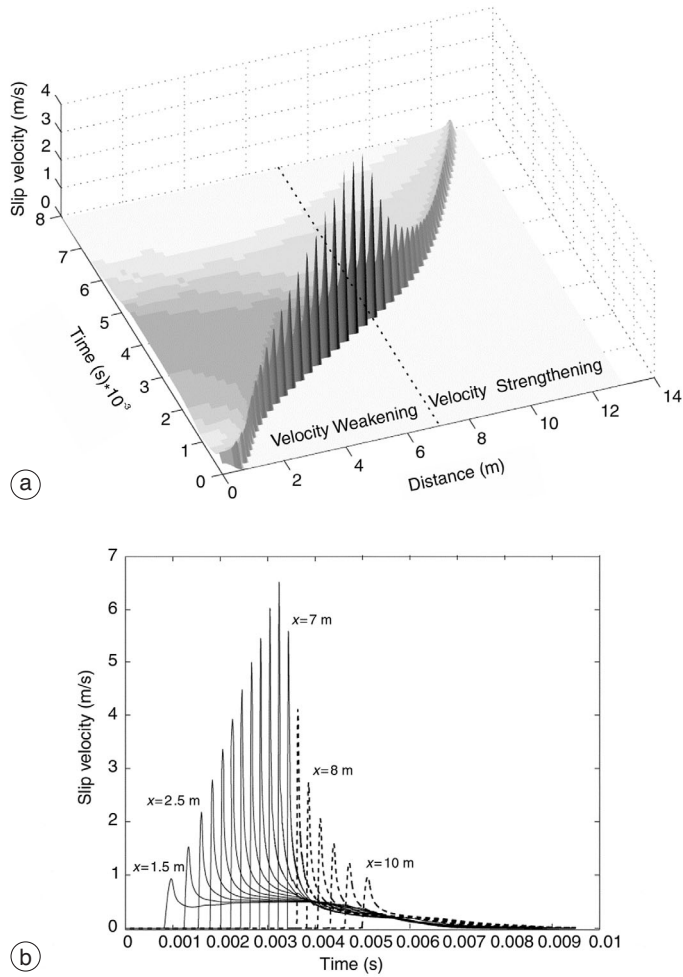 Slip velocity (m/s)
4
3
2
1
0
8
7
6
5
4
3
2
1
0
Time (s)*10⁻³
Velocity Weakening
Velocity Strengthening
0
2
4
6
8
10
12
14
Distance (m)
a
7
6
5
4
3
2
1
0
Slip velocity (m/s)
x=7 m
x=8 m
x=2.5 m
x=1.5 m
x=10 m
0 0.001 0.002 0.003 0.004 0.005 0.006 0.007 0.008 0.009 0.01
Time (s)
b